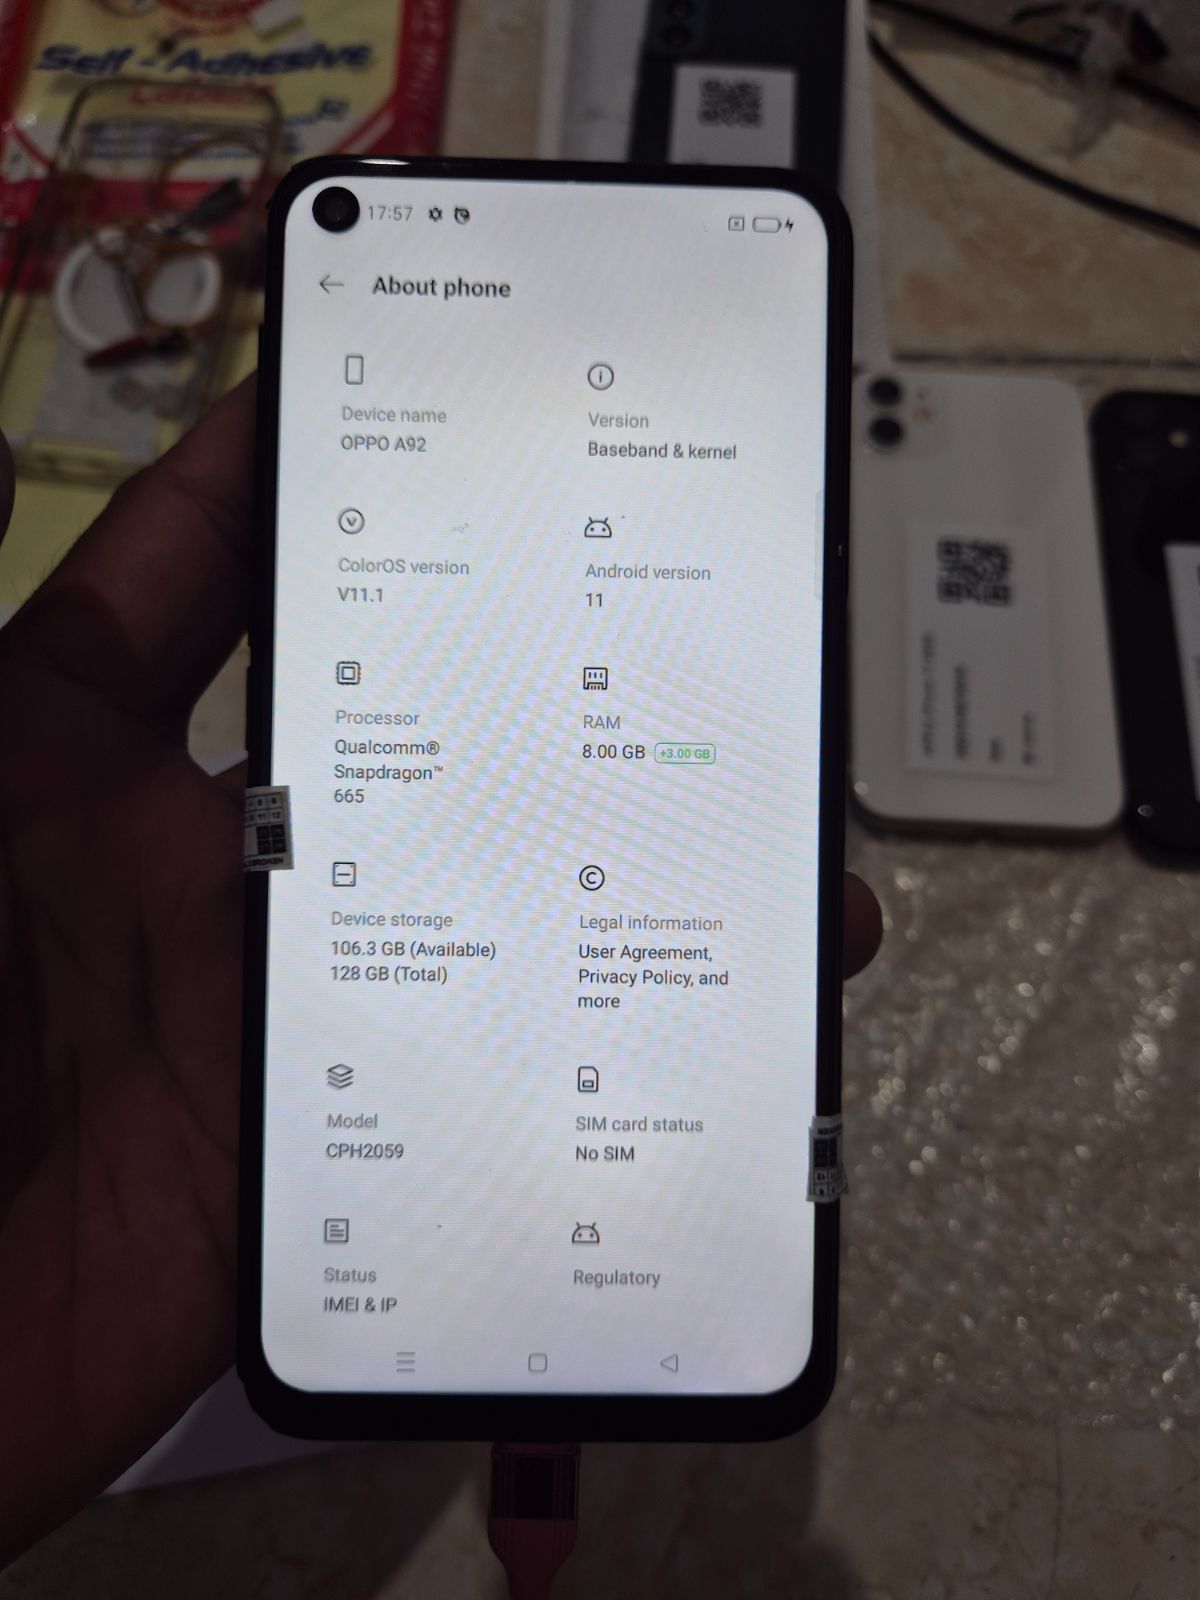 Self - Adhesive
17:57
About phone
Device name
OPPO A92
Version
Baseband & kernel
ColorOS version
V11.1
Android version
11
Processor
Qualcomm®
Snapdragon™
665
RAM
8.00 GB +3.00 GB
Device storage
106.3 GB (Available)
128 GB (Total)
Legal information
User Agreement,
Privacy Policy, and
more
Model
CPH2059
SIM card status
No SIM
Status
IMEI & IP
Regulatory